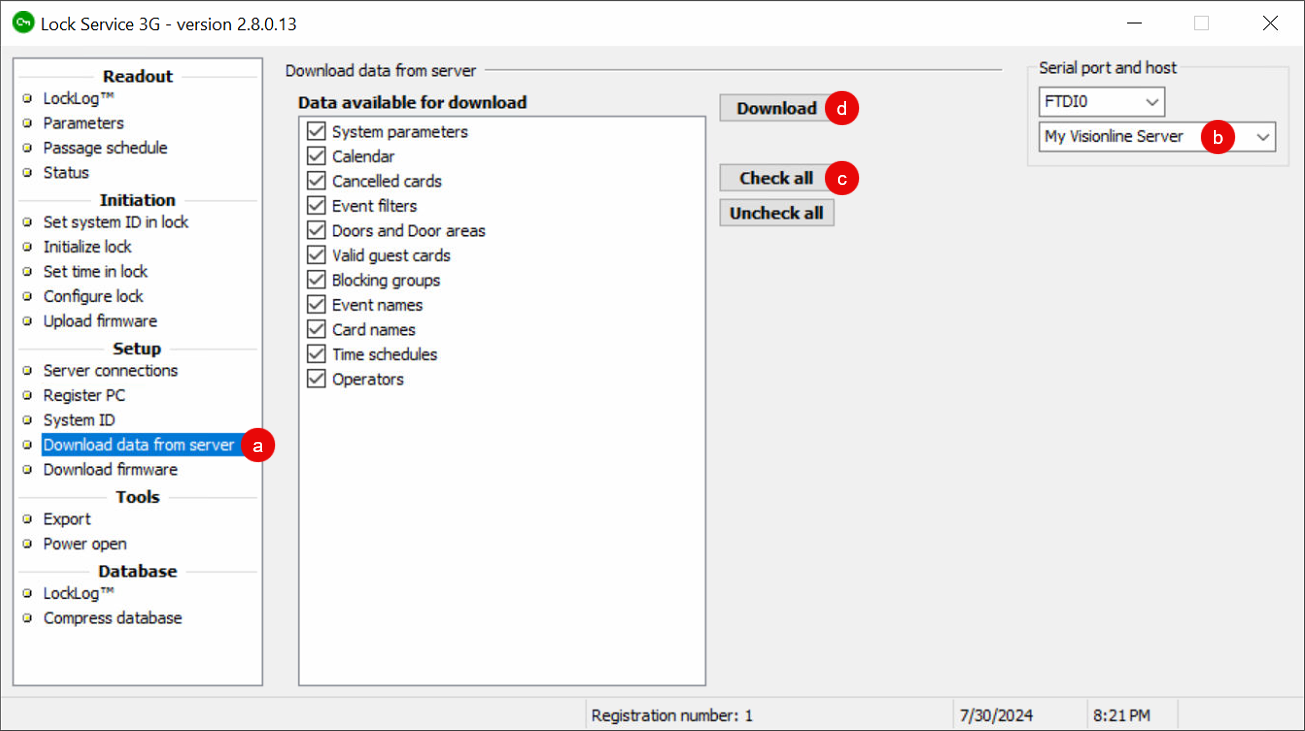 Lock Service 3G - version 2.8.0.13
Readout
LockLog™
Parameters
Passage schedule
Status
Initiation
Set system ID in lock
Initialize lock
Set time in lock
Configure lock
Upload firmware
Setup
Server connections
Register PC
System ID
Download data from server a
Download firmware
Tools
Export
Power open
Database
LockLog™
Compress database
Download data from server
Data available for download
System parameters
Calendar
Cancelled cards
Event filters
Doors and Door areas
Valid guest cards
Blocking groups
Event names
Card names
Time schedules
Operators
Download d
Check all c
Uncheck all
Serial port and host
FTDI0
My Visionline Server b
Registration number: 1
7/30/2024
8:21 PM